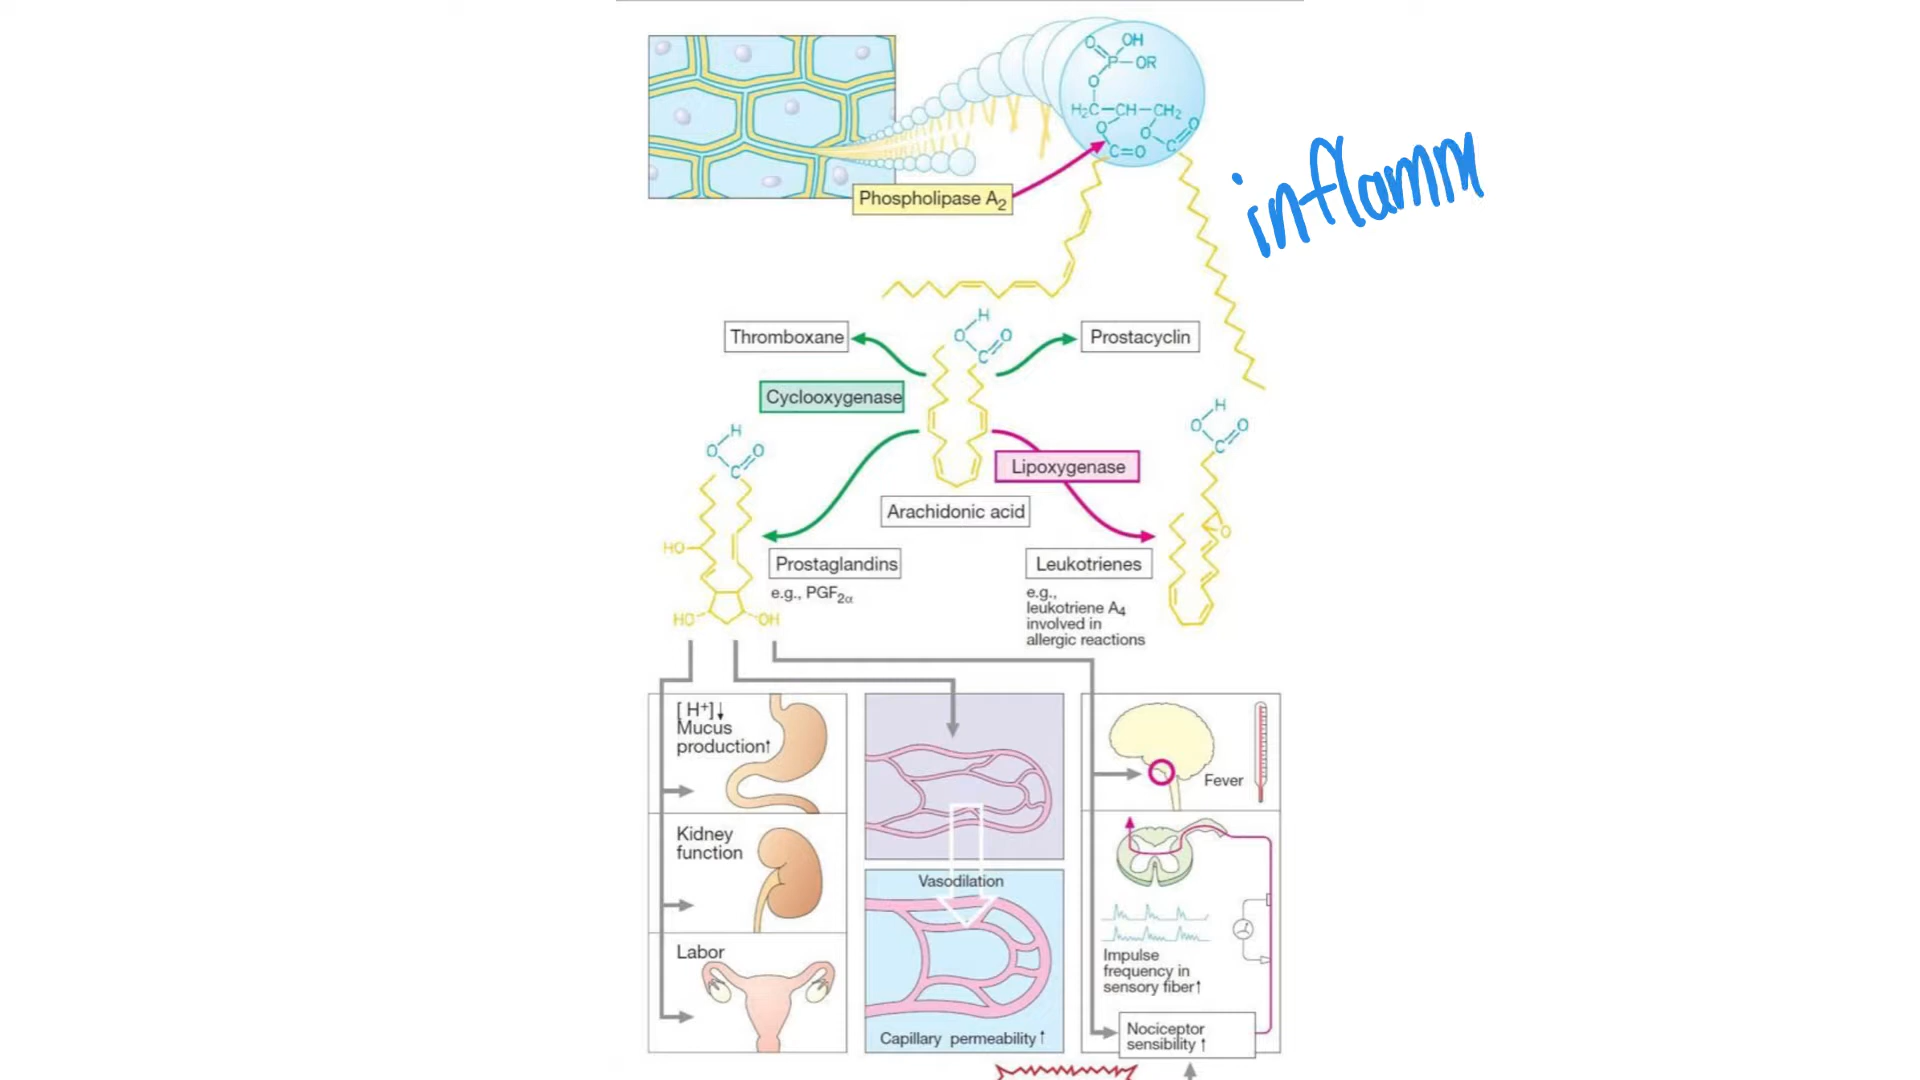 O
OH
P
OR
O
H₂C—CH—CH₂
O
O
O
C=O
C
inflamm
Phospholipase A₂
H
O
O
C
Thromboxane
Prostacyclin
Cyclooxygenase
H
O
O
C
H
O
O
C
Lipoxygenase
Arachidonic acid
O
HO
Prostaglandins
e.g., PGF₂α
HO
OH
Leukotrienes
e.g.,
leukotriene A₄
involved in
allergic reactions
[H⁺]↓
Mucus
production↑
Kidney
function
Labor
Vasodilation
Capillary permeability↑
Fever
Impulse
frequency in
sensory fiber↑
Nociceptor
sensibility↑